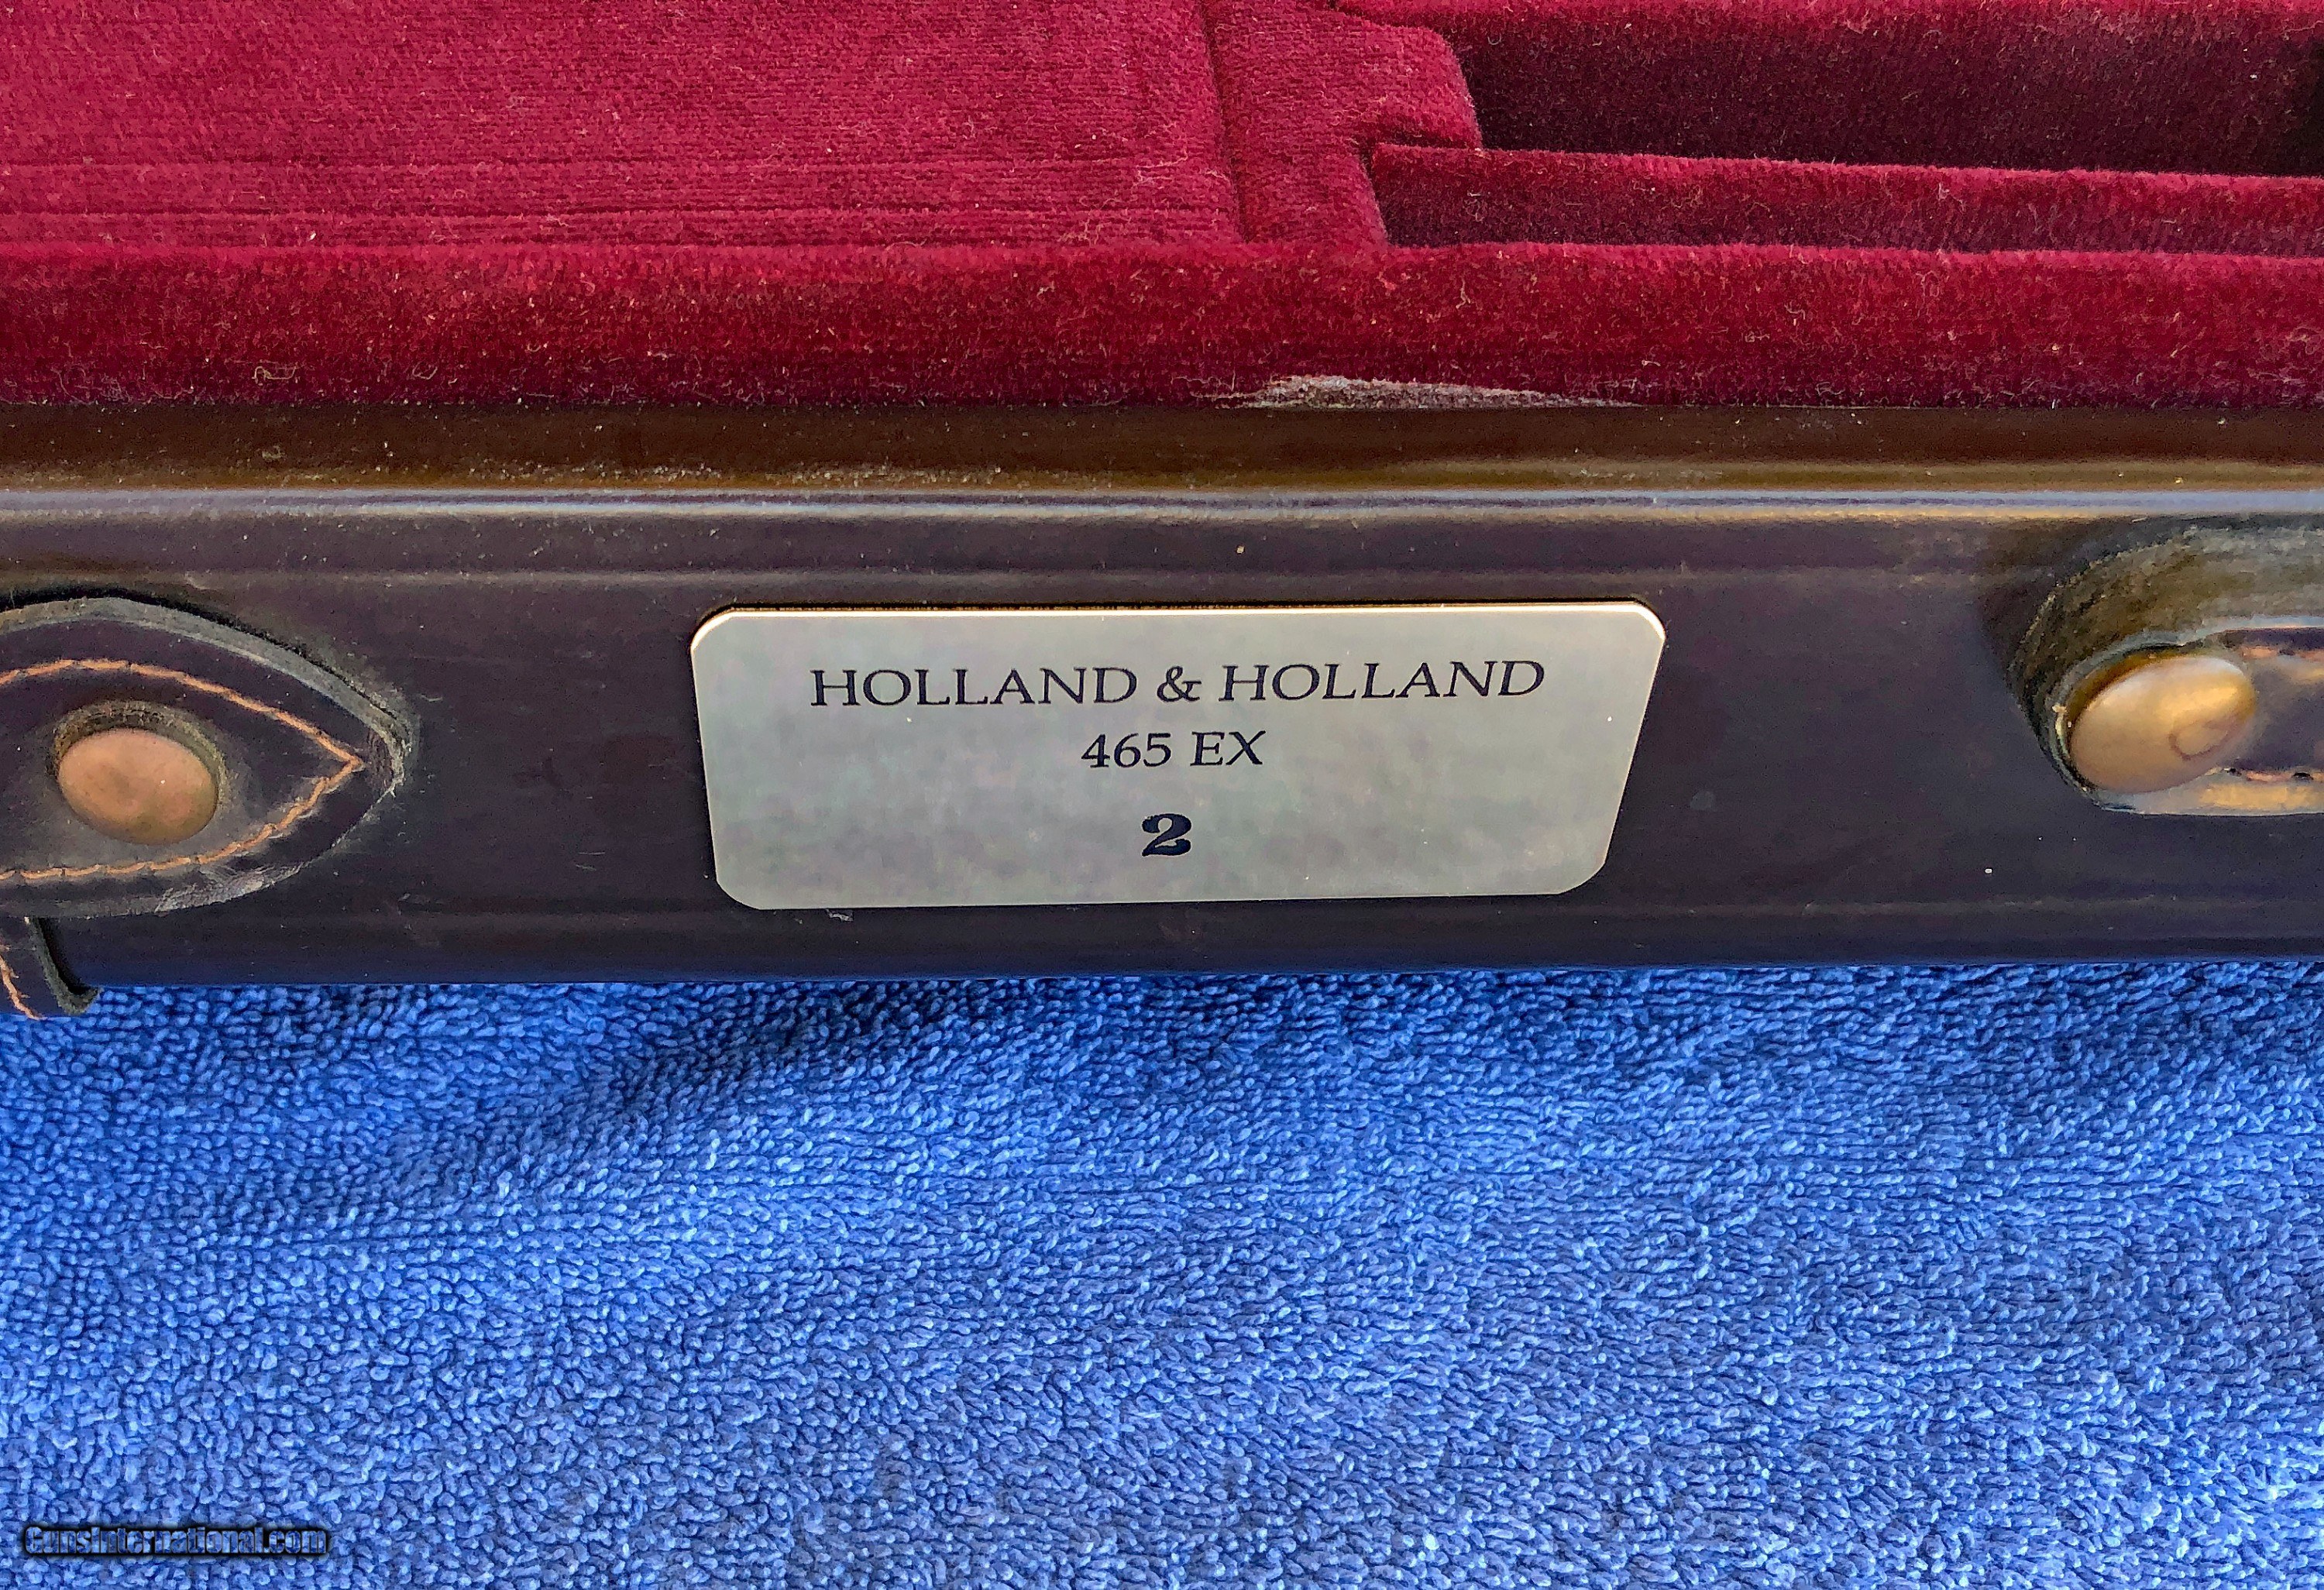 HOLLAND & HOLLAND
465 EX
2
GunsInternational.com